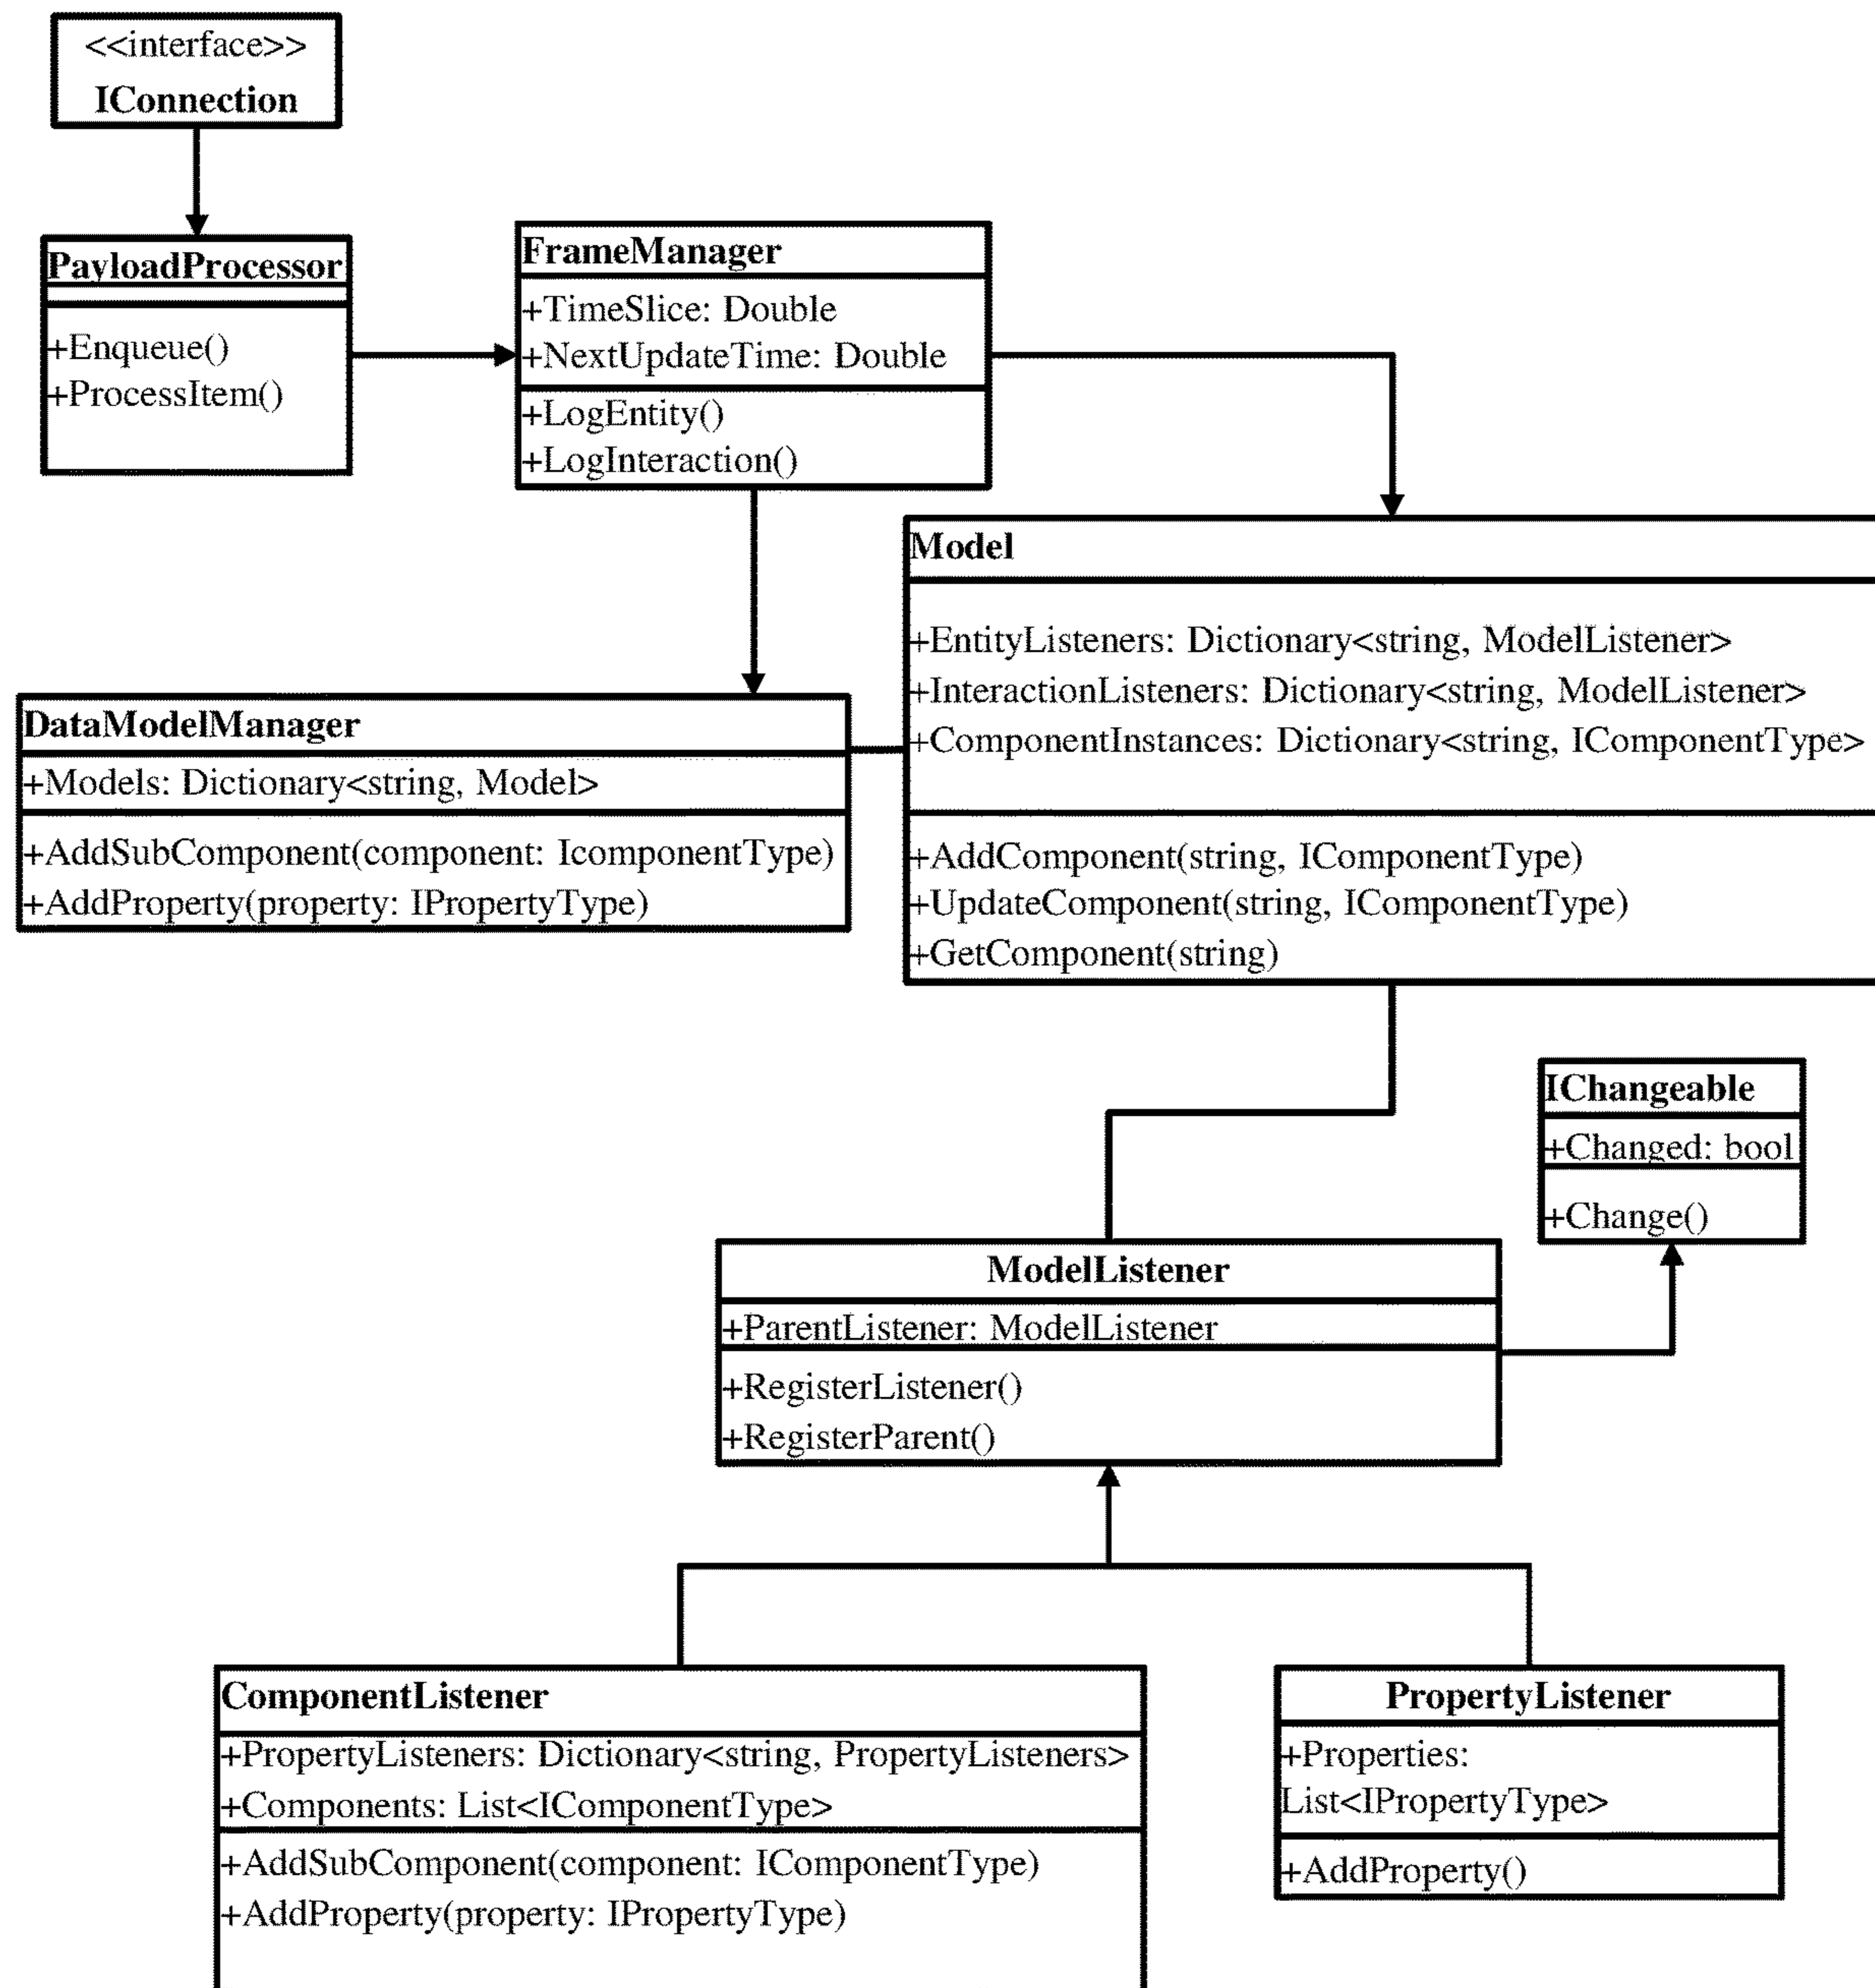 <<interface>>
IConnection
PayloadProcessor
+Enqueue()
+ProcessItem()
FrameManager
+TimeSlice: Double
+NextUpdateTime: Double
+LogEntity()
+LogInteraction()
Model
+EntityListeners: Dictionary<string, ModelListener>
+InteractionListeners: Dictionary<string, ModelListener>
+ComponentInstances: Dictionary<string, IComponentType>
+AddComponent(string, IComponentType)
+UpdateComponent(string, IComponentType)
+GetComponent(string)
DataModelManager
+Models: Dictionary<string, Model>
+AddSubComponent(component: IcomponentType)
+AddProperty(property: IPropertyType)
IChangeable
+Changed: bool
+Change()
ModelListener
+ParentListener: ModelListener
+RegisterListener()
+RegisterParent()
ComponentListener
+PropertyListeners: Dictionary<string, PropertyListeners>
+Components: List<IComponentType>
+AddSubComponent(component: IComponentType)
+AddProperty(property: IPropertyType)
PropertyListener
+Properties:
List<IPropertyType>
+AddProperty()